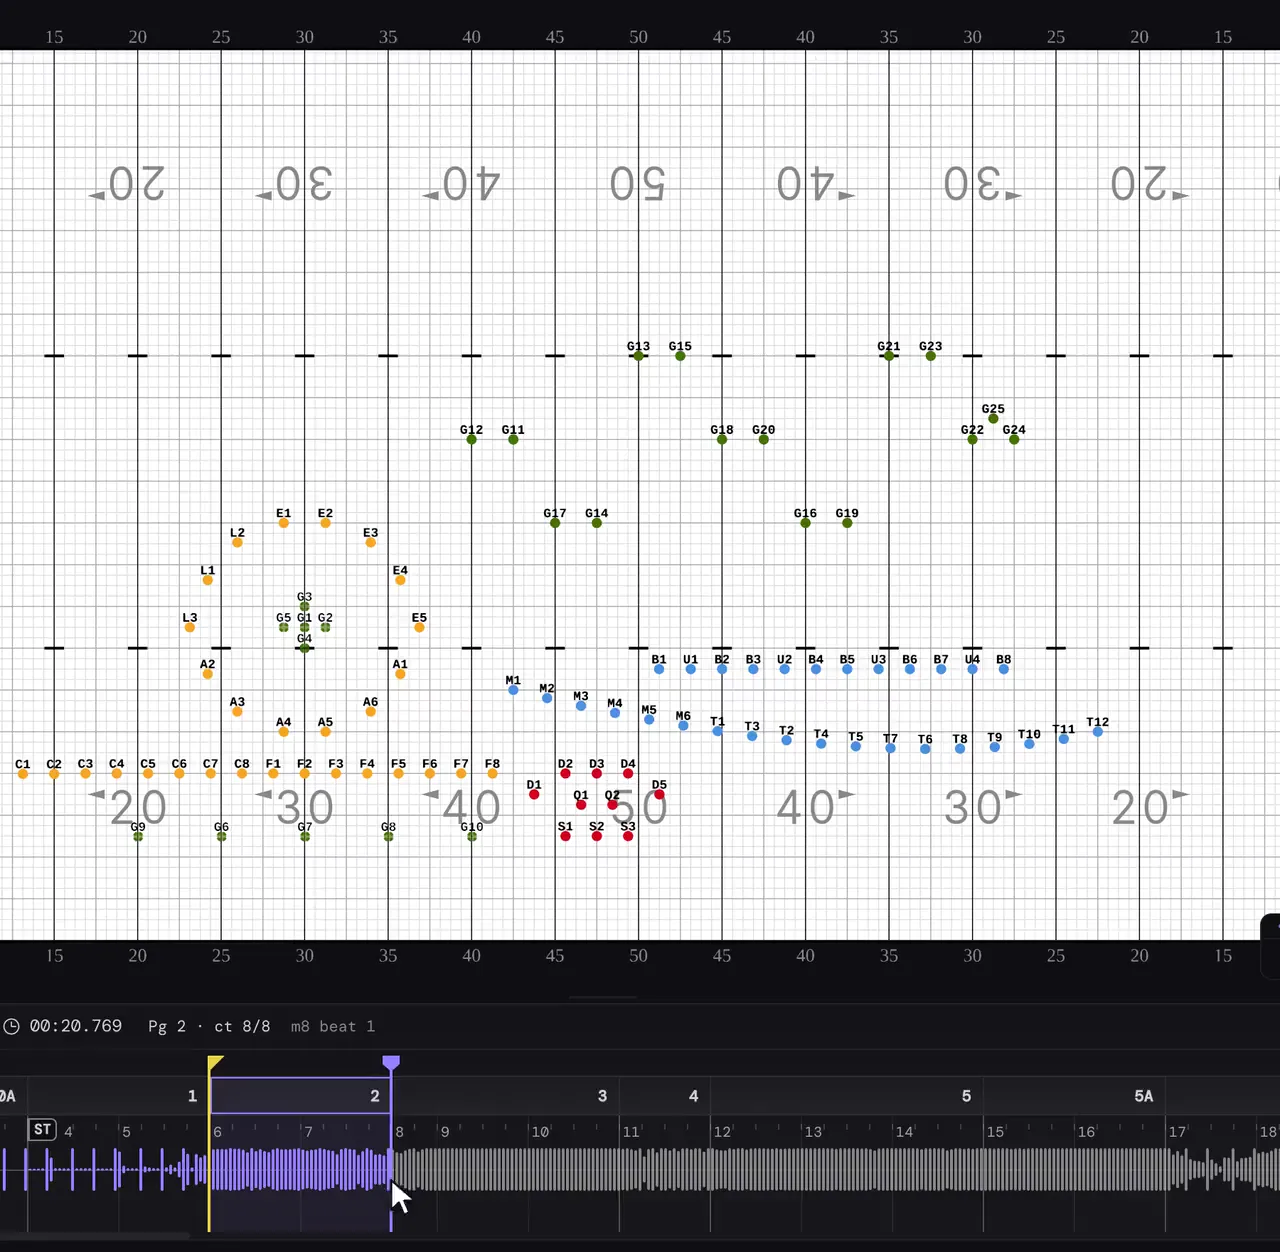 15 20 25 30 35 40 45 50 45 40 35 30 25 20 15
20 30 40 50 40 30 20
G13 G15 G21 G23
G25
G12 G11 G18 G20 G22 G24
E1 E2 G17 G14 G16 G19
L2 E3
L1 E4
G3
L3 G5 G1 G2 E5
G4
A2 A1 B1 U1 B2 B3 U2 B4 B5 U3 B6 B7 U4 B8
M1
M2
M3
A3 A6 M4
M5
M6
A4 A5 T1 T3 T2 T4 T5 T7 T6 T8 T9 T10 T11 T12
C1 C2 C3 C4 C5 C6 C7 C8 F1 F2 F3 F4 F5 F6 F7 F8 D2 D3 D4
D1 D5
Q1 Q2
20 30 40 50 40 30 20
G9 G6 G7 G8 G10 S1 S2 S3
15 20 25 30 35 40 45 50 45 40 35 30 25 20 15
00:20.769 Pg 2 · ct 8/8 m8 beat 1
0A 1 2 3 4 5 5A
ST 4 5 6 7 8 9 10 11 12 13 14 15 16 17 18